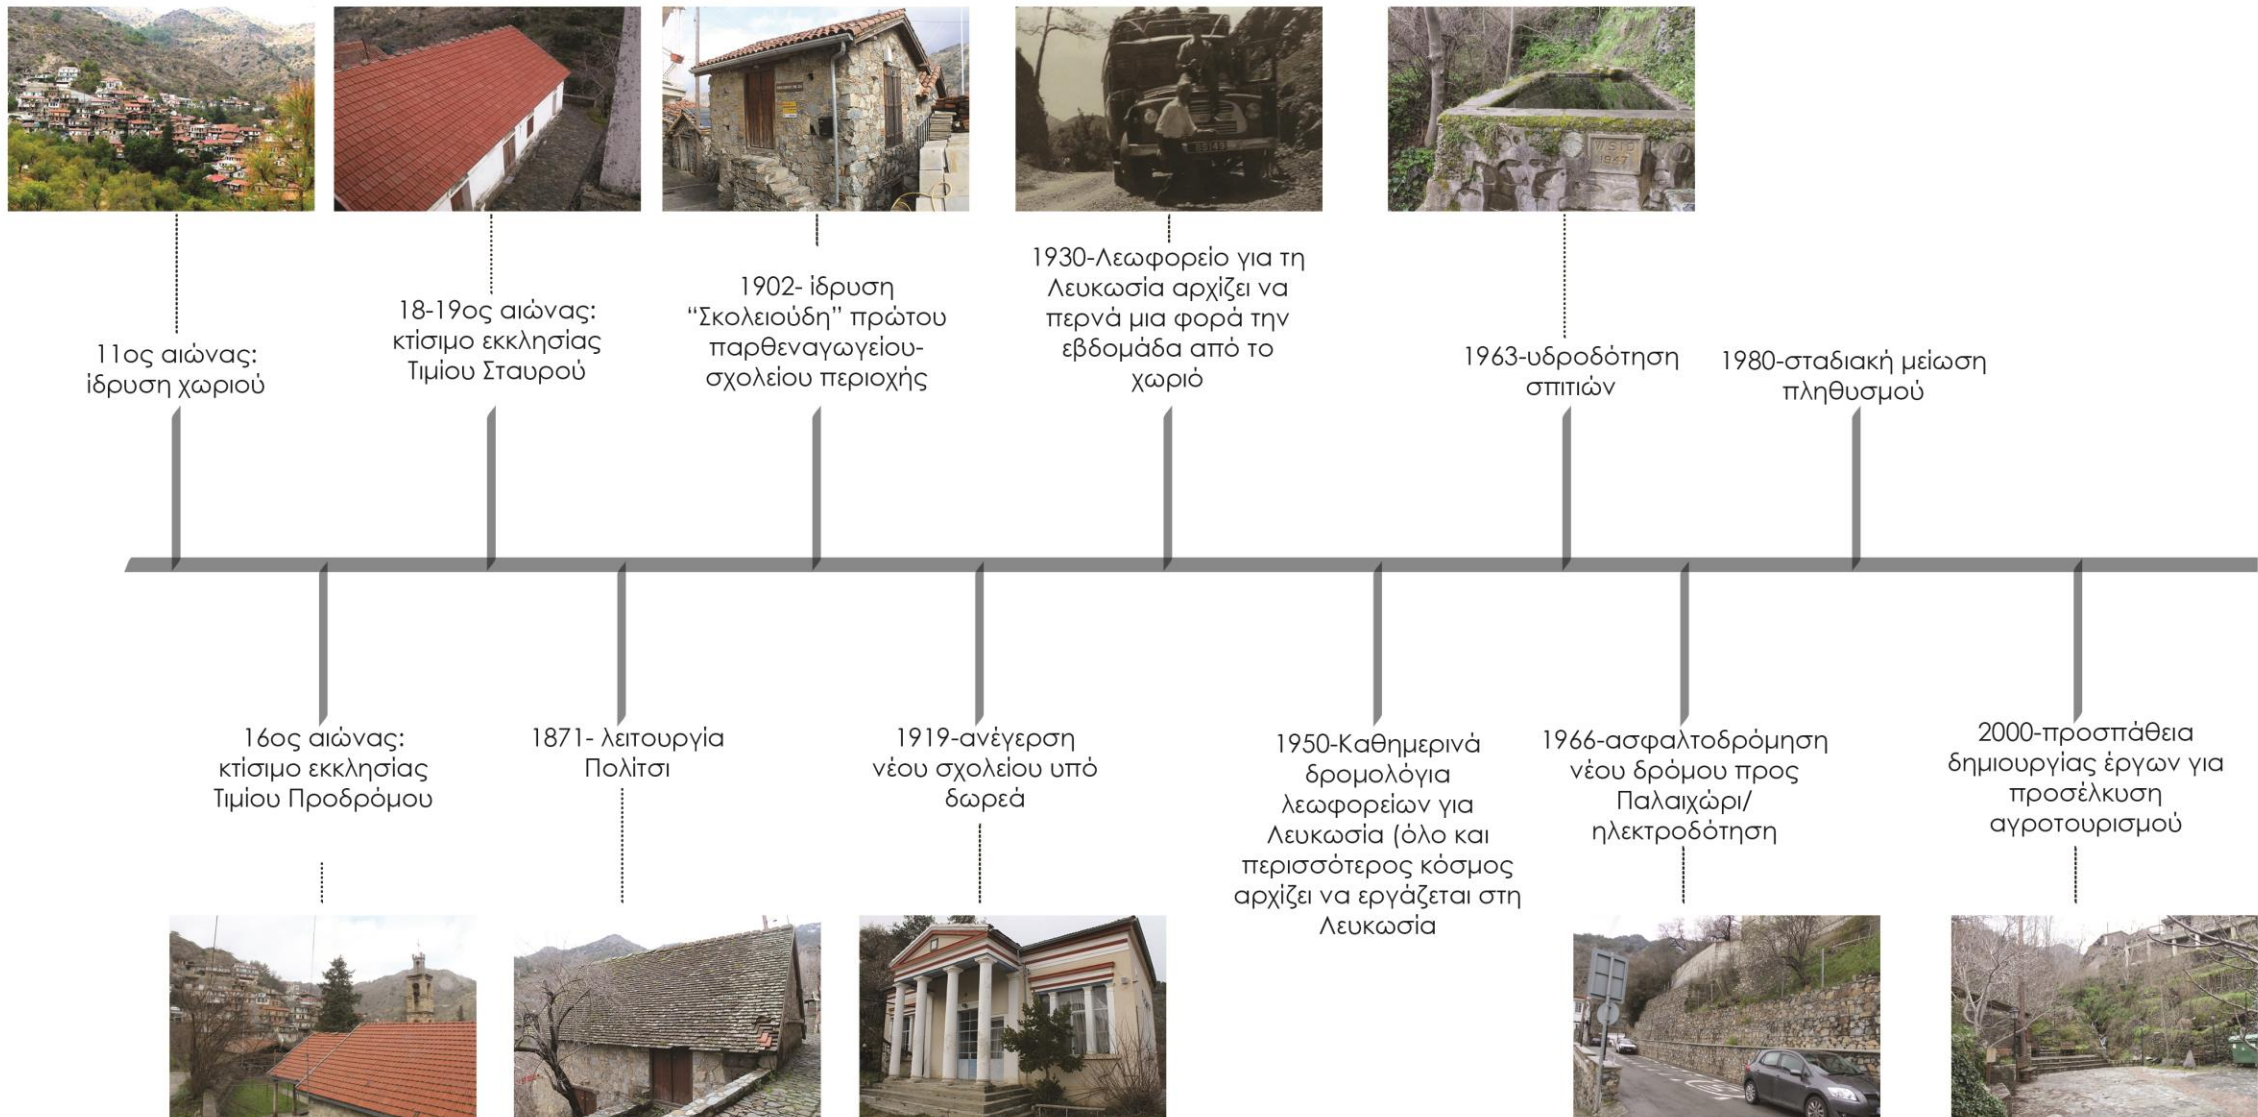 11ος αιώνας:
ίδρυση χωριού
18-19ος αιώνας:
κτίσιμο εκκλησίας
Τιμίου Σταυρού
1902- ίδρυση
“Σκολειούδη” πρώτου
παρθεναγωγείου-
σχολείου περιοχής
1930-Λεωφορείο για τη
Λευκωσία αρχίζει να
περνά μια φορά την
εβδομάδα από το
χωριό
1963-υδροδότηση
σπιτιών
1947
1980-σταδιακή μείωση
πληθυσμού
16ος αιώνας:
κτίσιμο εκκλησίας
Τιμίου Προδρόμου
1871- λειτουργία
Πολίτσι
1919-ανέγερση
νέου σχολείου υπό
δωρεά
1950-Καθημερινά
δρομολόγια
λεωφορείων για
Λευκωσία (όλο και
περισσότερος κόσμος
αρχίζει να εργάζεται στη
Λευκωσία
1966-ασφαλτοδρόμηση
νέου δρόμου προς
Παλαιχώρι/
ηλεκτροδότηση
2000-προσπάθεια
δημιουργίας έργων για
προσέλκυση
αγροτουρισμού